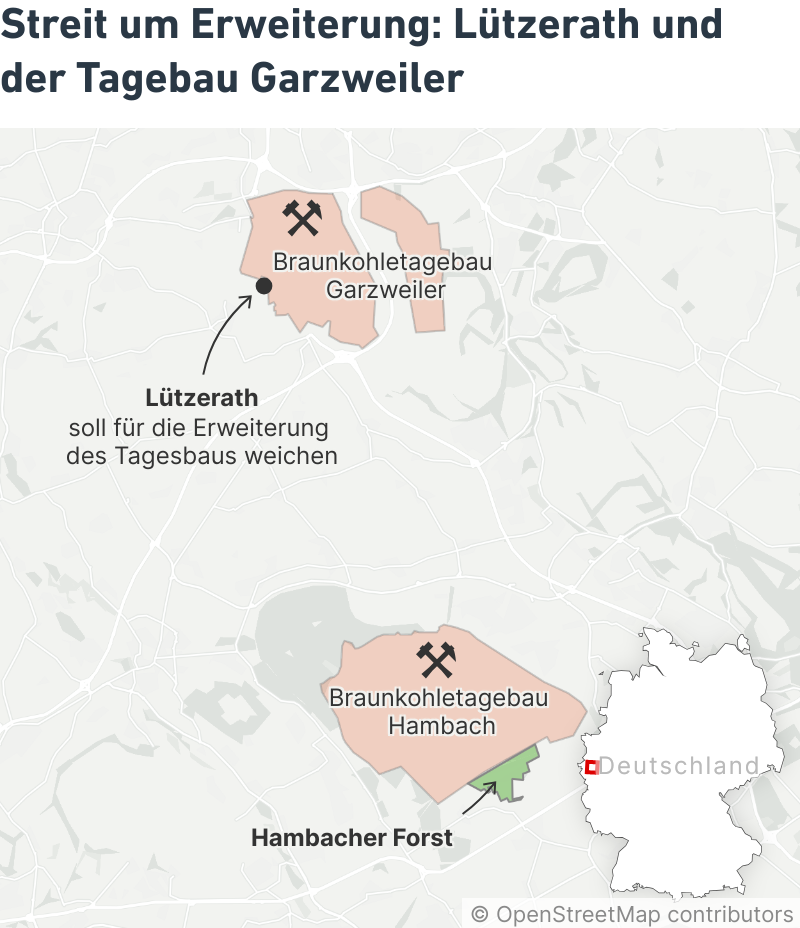 Streit um Erweiterung: Lützerath und
der Tagebau Garzweiler
Braunkohletagebau
Garzweiler
Lützerath
soll für die Erweiterung
des Tagesbaus weichen
Braunkohletagebau
Hambach
Deutschland
Hambacher Forst
© OpenStreetMap contributors